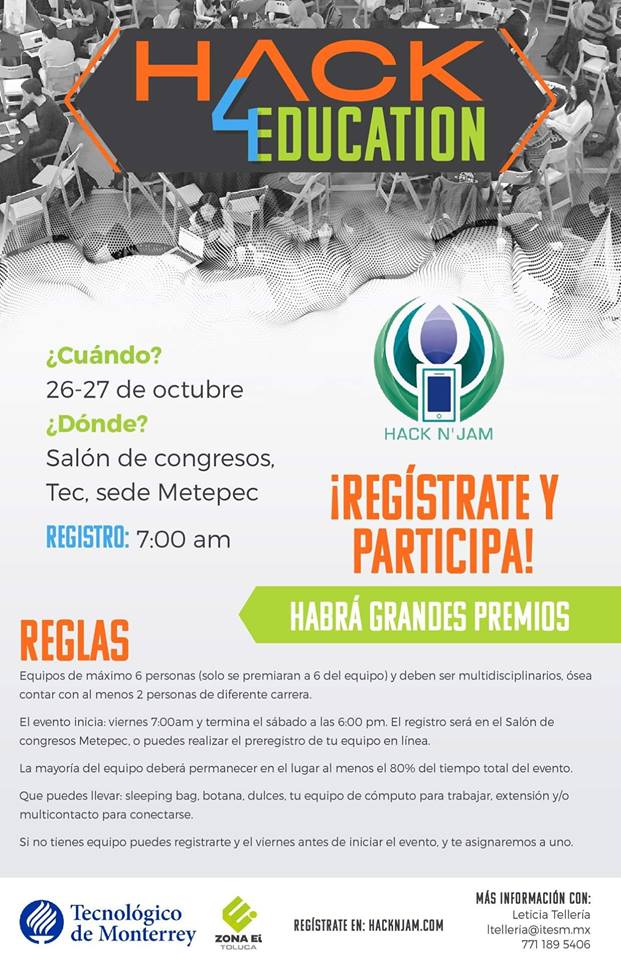 HACK
4EDUCATION
¿Cuándo?
26-27 de octubre
¿Dónde?
Salón de congresos,
Tec, sede Metepec
REGISTRO: 7:00 am
HACK N'JAM
¡REGÍSTRATE Y
PARTICIPA!
HABRÁ GRANDES PREMIOS
REGLAS
Equipos de máximo 6 personas (solo se premiaran a 6 del equipo) y deben ser multidisciplinarios, ósea
contar con al menos 2 personas de diferente carrera.
El evento inicia: viernes 7:00am y termina el sábado a las 6:00 pm. El registro será en el Salón de
congresos Metepec, o puedes realizar el preregistro de tu equipo en línea.
La mayoría del equipo deberá permanecer en el lugar al menos el 80% del tiempo total del evento.
Que puedes llevar: sleeping bag, botana, dulces, tu equipo de cómputo para trabajar, extensión y/o
multicontacto para conectarse.
Si no tienes equipo puedes registrarte y el viernes antes de iniciar el evento, y te asignaremos a uno.
Tecnológico
de Monterrey
ZONA Ei
TOLUCA
REGÍSTRATE EN: HACKNJAM.COM
MÁS INFORMACIÓN CON:
Leticia Tellería
ltelleria@itesm.mx
771 189 5406